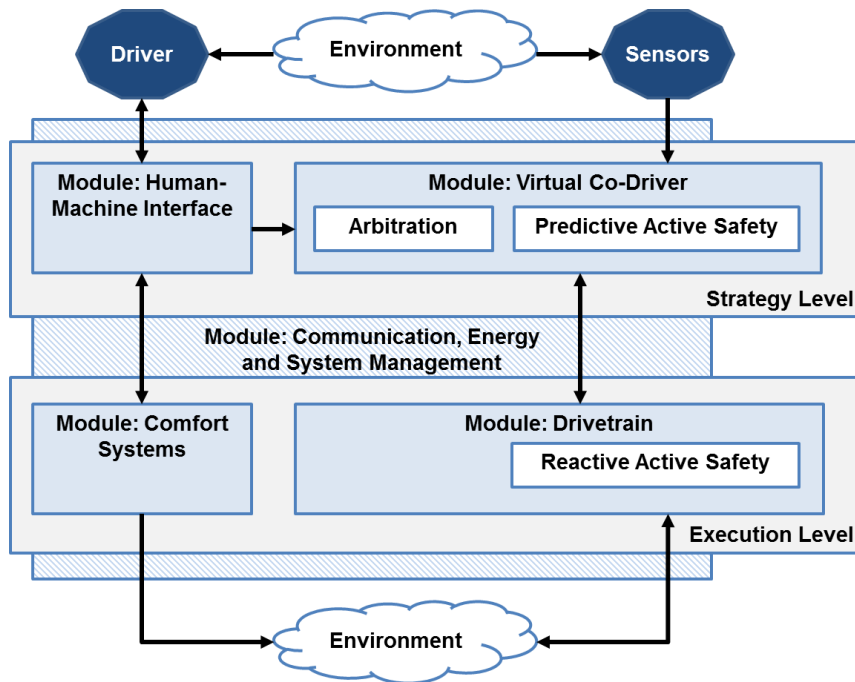 Driver
Environment
Sensors
Module: Human-
Machine Interface
Module: Virtual Co-Driver
Arbitration
Predictive Active Safety
Strategy Level
Module: Communication, Energy
and System Management
Module: Comfort
Systems
Module: Drivetrain
Reactive Active Safety
Execution Level
Environment